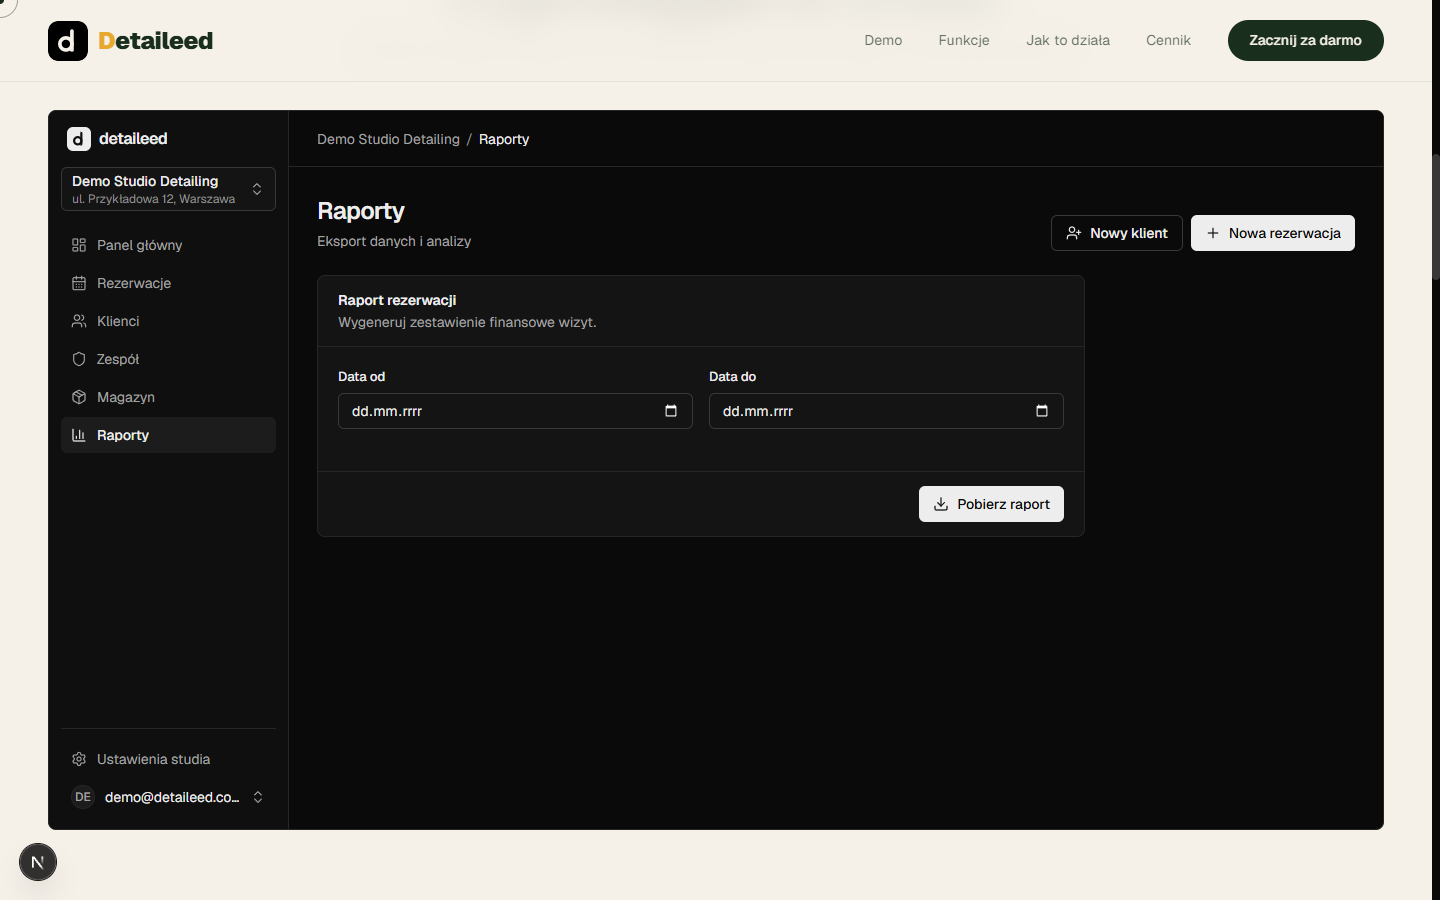 d Detaileed
Demo
Funkcje
Jak to działa
Cennik
Zacznij za darmo
d detaileed
Demo Studio Detailing
ul. Przykładowa 12, Warszawa
Panel główny
Rezerwacje
Klienci
Zespół
Magazyn
Raporty
Ustawienia studia
DE demo@detaileed.co...
Demo Studio Detailing / Raporty
Raporty
Eksport danych i analizy
Nowy klient
Nowa rezerwacja
Raport rezerwacji
Wygeneruj zestawienie finansowe wizyt.
Data od
dd.mm.rrrr
Data do
dd.mm.rrrr
Pobierz raport
N